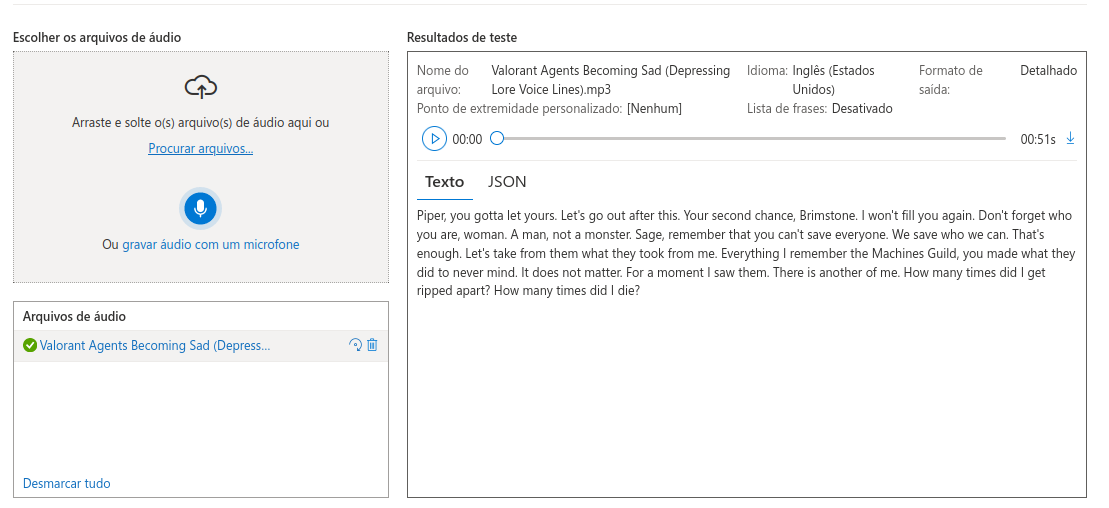 Escolher os arquivos de áudio
Arraste e solte o(s) arquivo(s) de áudio aqui ou
Procurar arquivos...
Ou gravar áudio com um microfone
Arquivos de áudio
Valorant Agents Becoming Sad (Depress...
Desmarcar tudo
Resultados de teste
Nome do arquivo: Valorant Agents Becoming Sad (Depressing Lore Voice Lines).mp3
Idioma: Inglês (Estados Unidos)
Formato de saída: Detalhado
Ponto de extremidade personalizado: [Nenhum]
Lista de frases: Desativado
00:00
00:51s
Texto JSON
Piper, you gotta let yours. Let's go out after this. Your second chance, Brimstone. I won't fill you again. Don't forget who
you are, woman. A man, not a monster. Sage, remember that you can't save everyone. We save who we can. That's
enough. Let's take from them what they took from me. Everything I remember the Machines Guild, you made what they
did to never mind. It does not matter. For a moment I saw them. There is another of me. How many times did I get
ripped apart? How many times did I die?